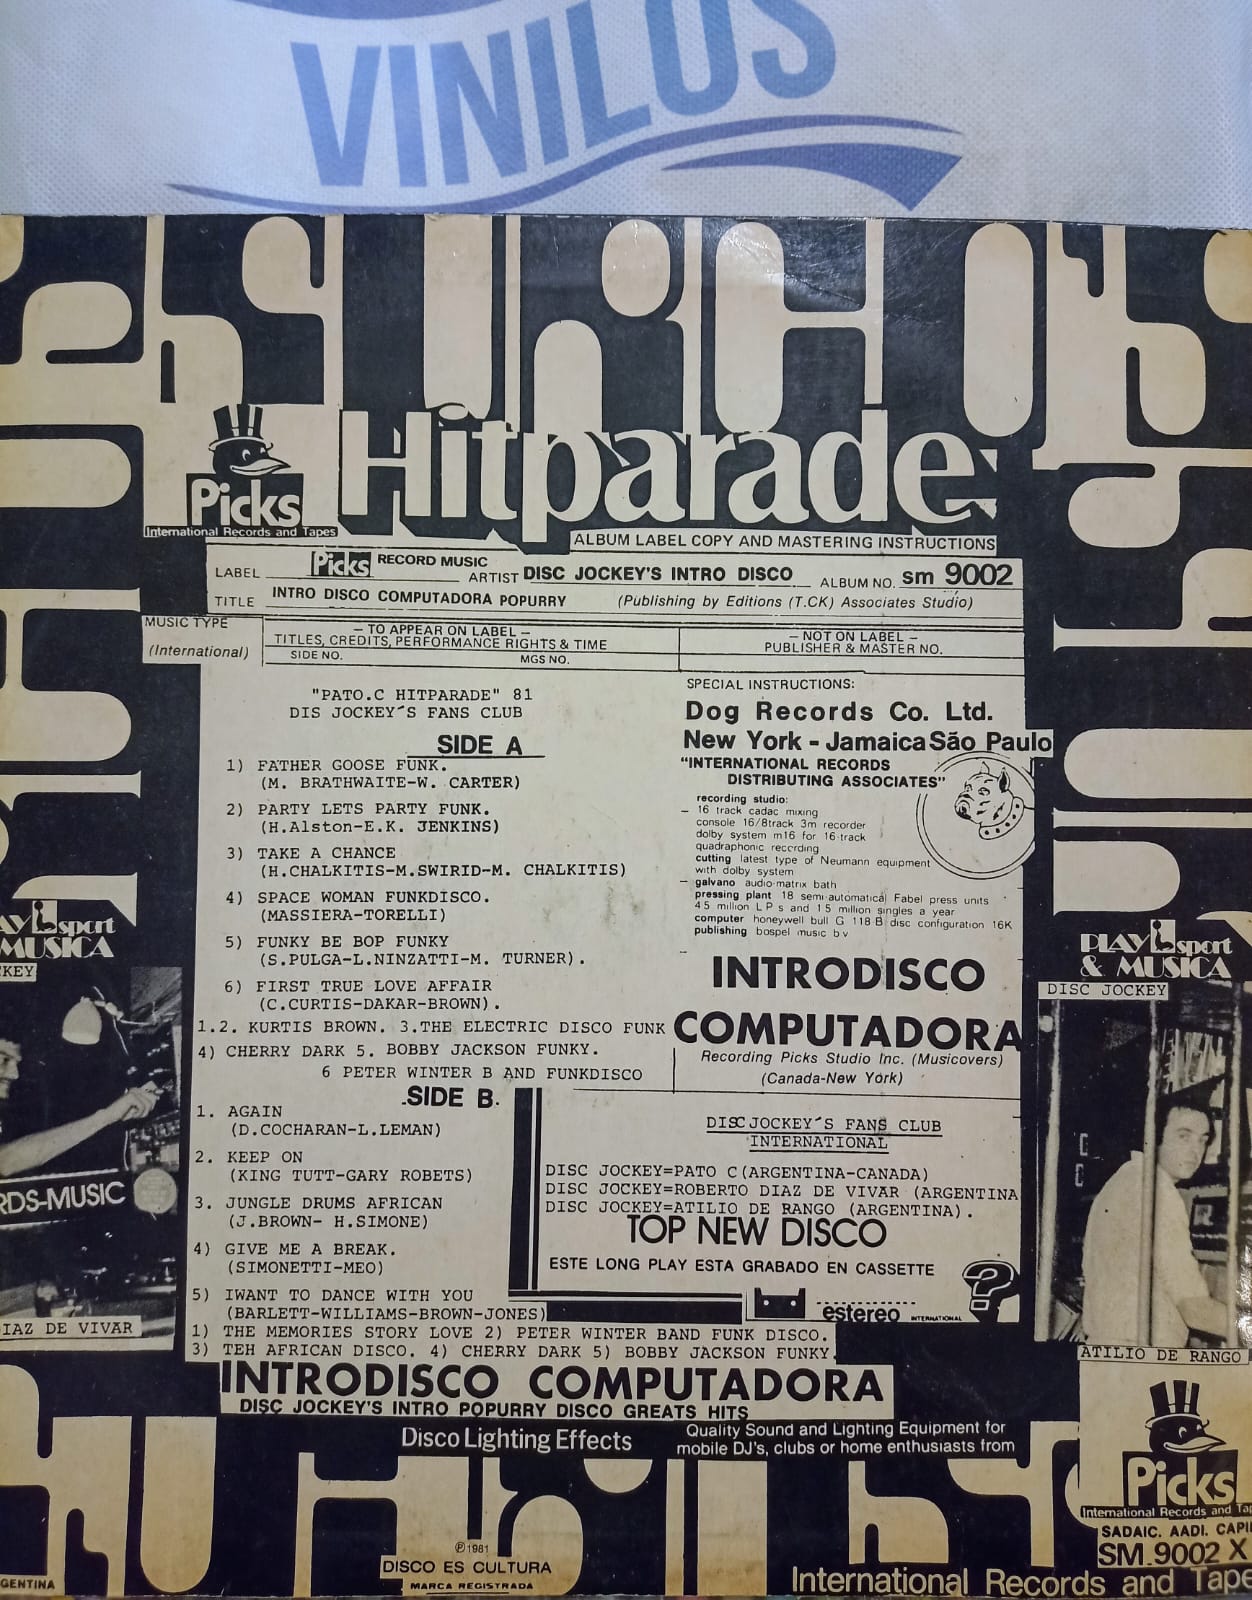 VINILOS
Hitparade
Picks
International Records and Tapes
ALBUM LABEL COPY AND MASTERING INSTRUCTIONS
LABEL Picks RECORD MUSIC ARTIST DISC JOCKEY'S INTRO DISCO ALBUM NO. sm 9002
TITLE INTRO DISCO COMPUTADORA POPURRY (Publishing by Editions (T.CK) Associates Studio)
MUSIC TYPE
(International)
— TO APPEAR ON LABEL —
TITLES, CREDITS, PERFORMANCE RIGHTS & TIME
SIDE NO. MGS NO.
— NOT ON LABEL —
PUBLISHER & MASTER NO.
"PATO.C HITPARADE" 81
DIS JOCKEY´S FANS CLUB
SIDE A
1) FATHER GOOSE FUNK.
(M. BRATHWAITE-W. CARTER)
2) PARTY LETS PARTY FUNK.
(H.Alston-E.K. JENKINS)
3) TAKE A CHANCE
(H.CHALKITIS-M.SWIRID-M. CHALKITIS)
4) SPACE WOMAN FUNKDISCO.
(MASSIERA-TORELLI)
5) FUNKY BE BOP FUNKY
(S.PULGA-L.NINZATTI-M. TURNER).
6) FIRST TRUE LOVE AFFAIR
(C.CURTIS-DAKAR-BROWN).
1.2. KURTIS BROWN. 3.THE ELECTRIC DISCO FUNK
4) CHERRY DARK 5. BOBBY JACKSON FUNKY.
6 PETER WINTER B AND FUNKDISCO
SPECIAL INSTRUCTIONS:
Dog Records Co. Ltd.
New York - Jamaica São Paulo
"INTERNATIONAL RECORDS
DISTRIBUTING ASSOCIATES"
recording studio:
16 track cadac mixing
console 16/8track 3m recorder
dolby system m16 for 16 track
quadraphonic recording
cutting latest type of Neumann equipment
with dolby system
galvano audio-matrix bath
pressing plant 18 semi automatical Fabel press units
45 million L P s and 15 million singles a year
computer honeywell bull G 118 B disc configuration 16K
publishing bospel music b v
INTRODISCO
COMPUTADORA
Recording Picks Studio Inc. (Musicovers)
(Canada-New York)
SIDE B.
1. AGAIN
(D.COCHARAN-L.LEMAN)
2. KEEP ON
(KING TUTT-GARY ROBETS)
3. JUNGLE DRUMS AFRICAN
(J.BROWN- H.SIMONE)
4) GIVE ME A BREAK.
(SIMONETTI-MEO)
5) IWANT TO DANCE WITH YOU
(BARLETT-WILLIAMS-BROWN-JONES)
1) THE MEMORIES STORY LOVE 2) PETER WINTER BAND FUNK DISCO.
3) TEH AFRICAN DISCO. 4) CHERRY DARK 5) BOBBY JACKSON FUNKY.
DISC JOCKEY´S FANS CLUB
INTERNATIONAL
DISC JOCKEY=PATO C(ARGENTINA-CANADA)
DISC JOCKEY=ROBERTO DIAZ DE VIVAR (ARGENTINA
DISC JOCKEY=ATILIO DE RANGO (ARGENTINA).
TOP NEW DISCO
ESTE LONG PLAY ESTA GRABADO EN CASSETTE
estereo INTERNATIONAL
INTRODISCO COMPUTADORA
DISC JOCKEY'S INTRO POPURRY DISCO GREATS HITS
Disco Lighting Effects
Quality Sound and Lighting Equipment for
mobile DJ's, clubs or home enthusiasts from
AY sport
MUSICA
KEY
RDS-MUSIC
IAZ DE VIVAR
PLAY sport
& MUSICA
DISC JOCKEY
ATILIO DE RANGO
Picks
International Records and Ta
SADAIC. AADI. CAPI
SM.9002 X
International Records and Tape
℗1981
DISCO ES CULTURA
MARCA REGISTRADA
GENTINA